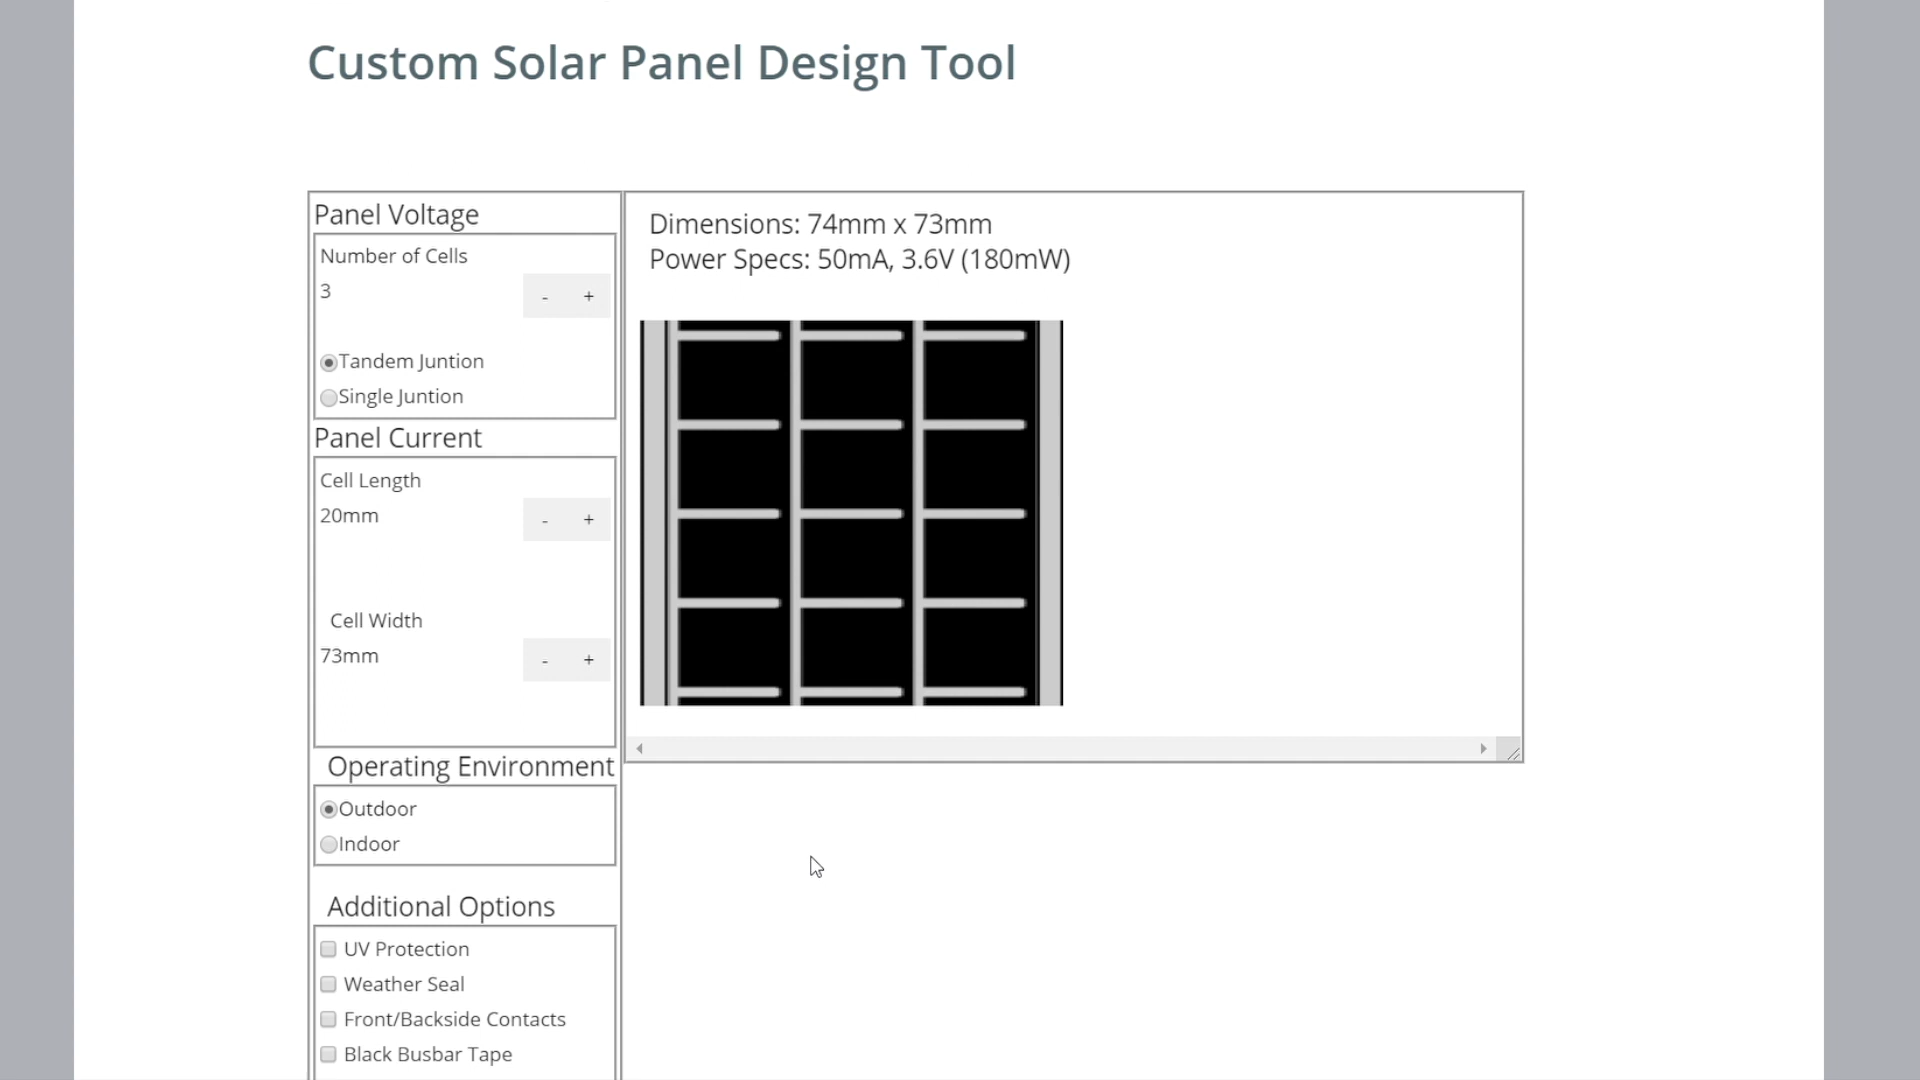 Custom Solar Panel Design Tool
Panel Voltage
Number of Cells
3
- +
Tandem Juntion
Single Juntion
Panel Current
Cell Length
20mm
- +
Cell Width
73mm
- +
Operating Environment
Outdoor
Indoor
Additional Options
UV Protection
Weather Seal
Front/Backside Contacts
Black Busbar Tape
Dimensions: 74mm x 73mm
Power Specs: 50mA, 3.6V (180mW)